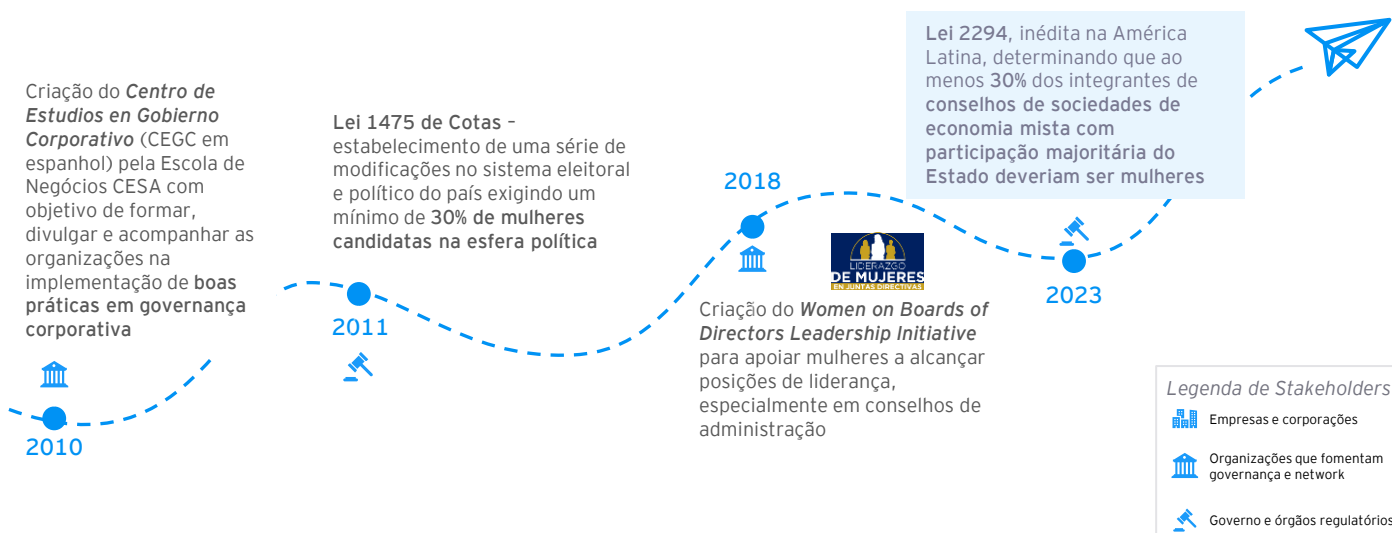 Criação do Centro de
Estudios en Gobierno
Corporativo (CEGC em
espanhol) pela Escola de
Negócios CESA com
objetivo de formar,
divulgar e acompanhar as
organizações na
implementação de boas
práticas em governança
corporativa
2010
Lei 1475 de Cotas –
estabelecimento de uma série de
modificações no sistema eleitoral
e político do país exigindo um
mínimo de 30% de mulheres
candidatas na esfera política
2011
2018
LIDERAZGO
DE MUJERES
EN JUNTAS DIRECTIVAS
Criação do Women on Boards of
Directors Leadership Initiative
para apoiar mulheres a alcançar
posições de liderança,
especialmente em conselhos de
administração
Lei 2294, inédita na América
Latina, determinando que ao
menos 30% dos integrantes de
conselhos de sociedades de
economia mista com
participação majoritária do
Estado deveriam ser mulheres
2023
Legenda de Stakeholders
Empresas e corporações
Organizações que fomentam
governança e network
Governo e órgãos regulatórios